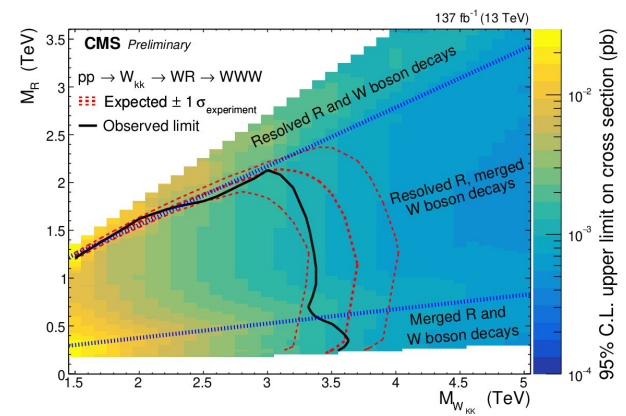 137 fb⁻¹ (13 TeV)
CMS Preliminary
pp → W_kk → WR → WWW
Expected ± 1 σ_experiment
Observed limit
Resolved R and W boson decays
Resolved R, merged
W boson decays
Merged R and
W boson decays
M_R (TeV)
3.5
3
2.5
2
1.5
1
0.5
0
1.5 2 2.5 3 3.5 4 4.5 5
M_W_KK (TeV)
10⁻²
10⁻³
10⁻⁴
95% C.L. upper limit on cross section (pb)